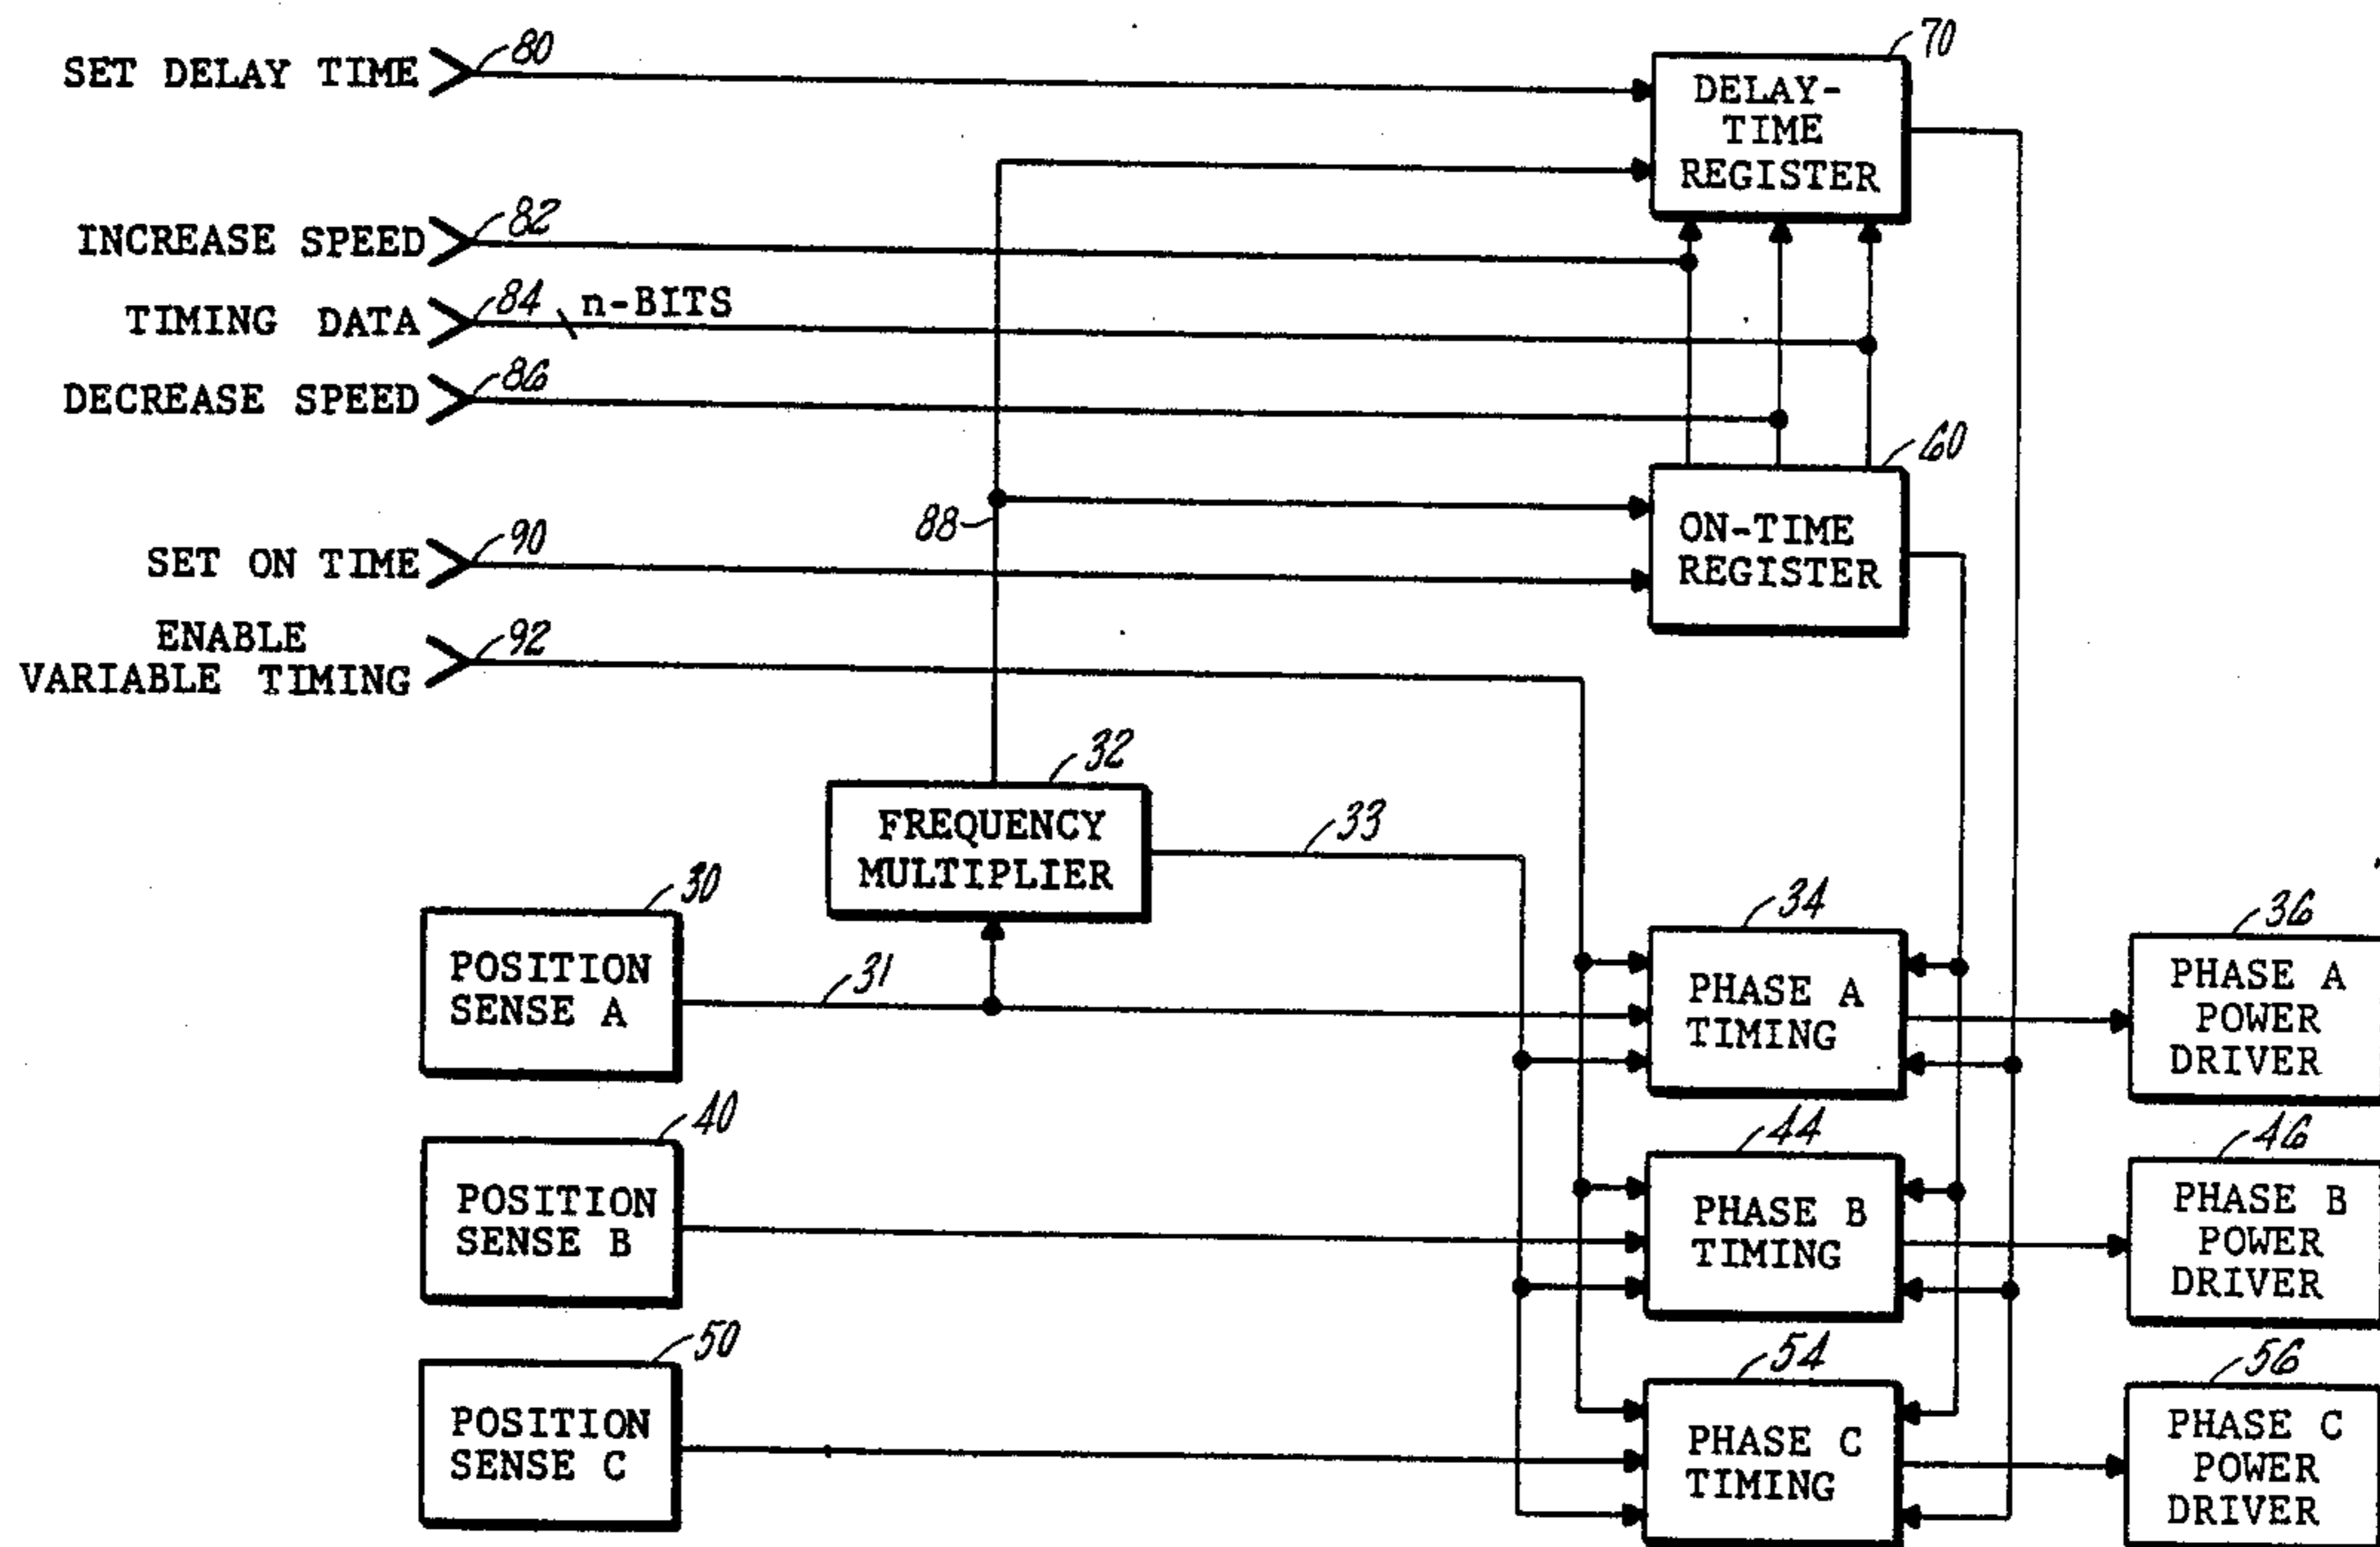 SET DELAY TIME
80
70
DELAY-
TIME
REGISTER
INCREASE SPEED
82
TIMING DATA
84
n-BITS
DECREASE SPEED
86
60
ON-TIME
REGISTER
88
SET ON TIME
90
ENABLE
VARIABLE TIMING
92
32
FREQUENCY
MULTIPLIER
33
30
POSITION
SENSE A
31
34
PHASE A
TIMING
36
PHASE A
POWER
DRIVER
40
POSITION
SENSE B
44
PHASE B
TIMING
46
PHASE B
POWER
DRIVER
50
POSITION
SENSE C
54
PHASE C
TIMING
56
PHASE C
POWER
DRIVER